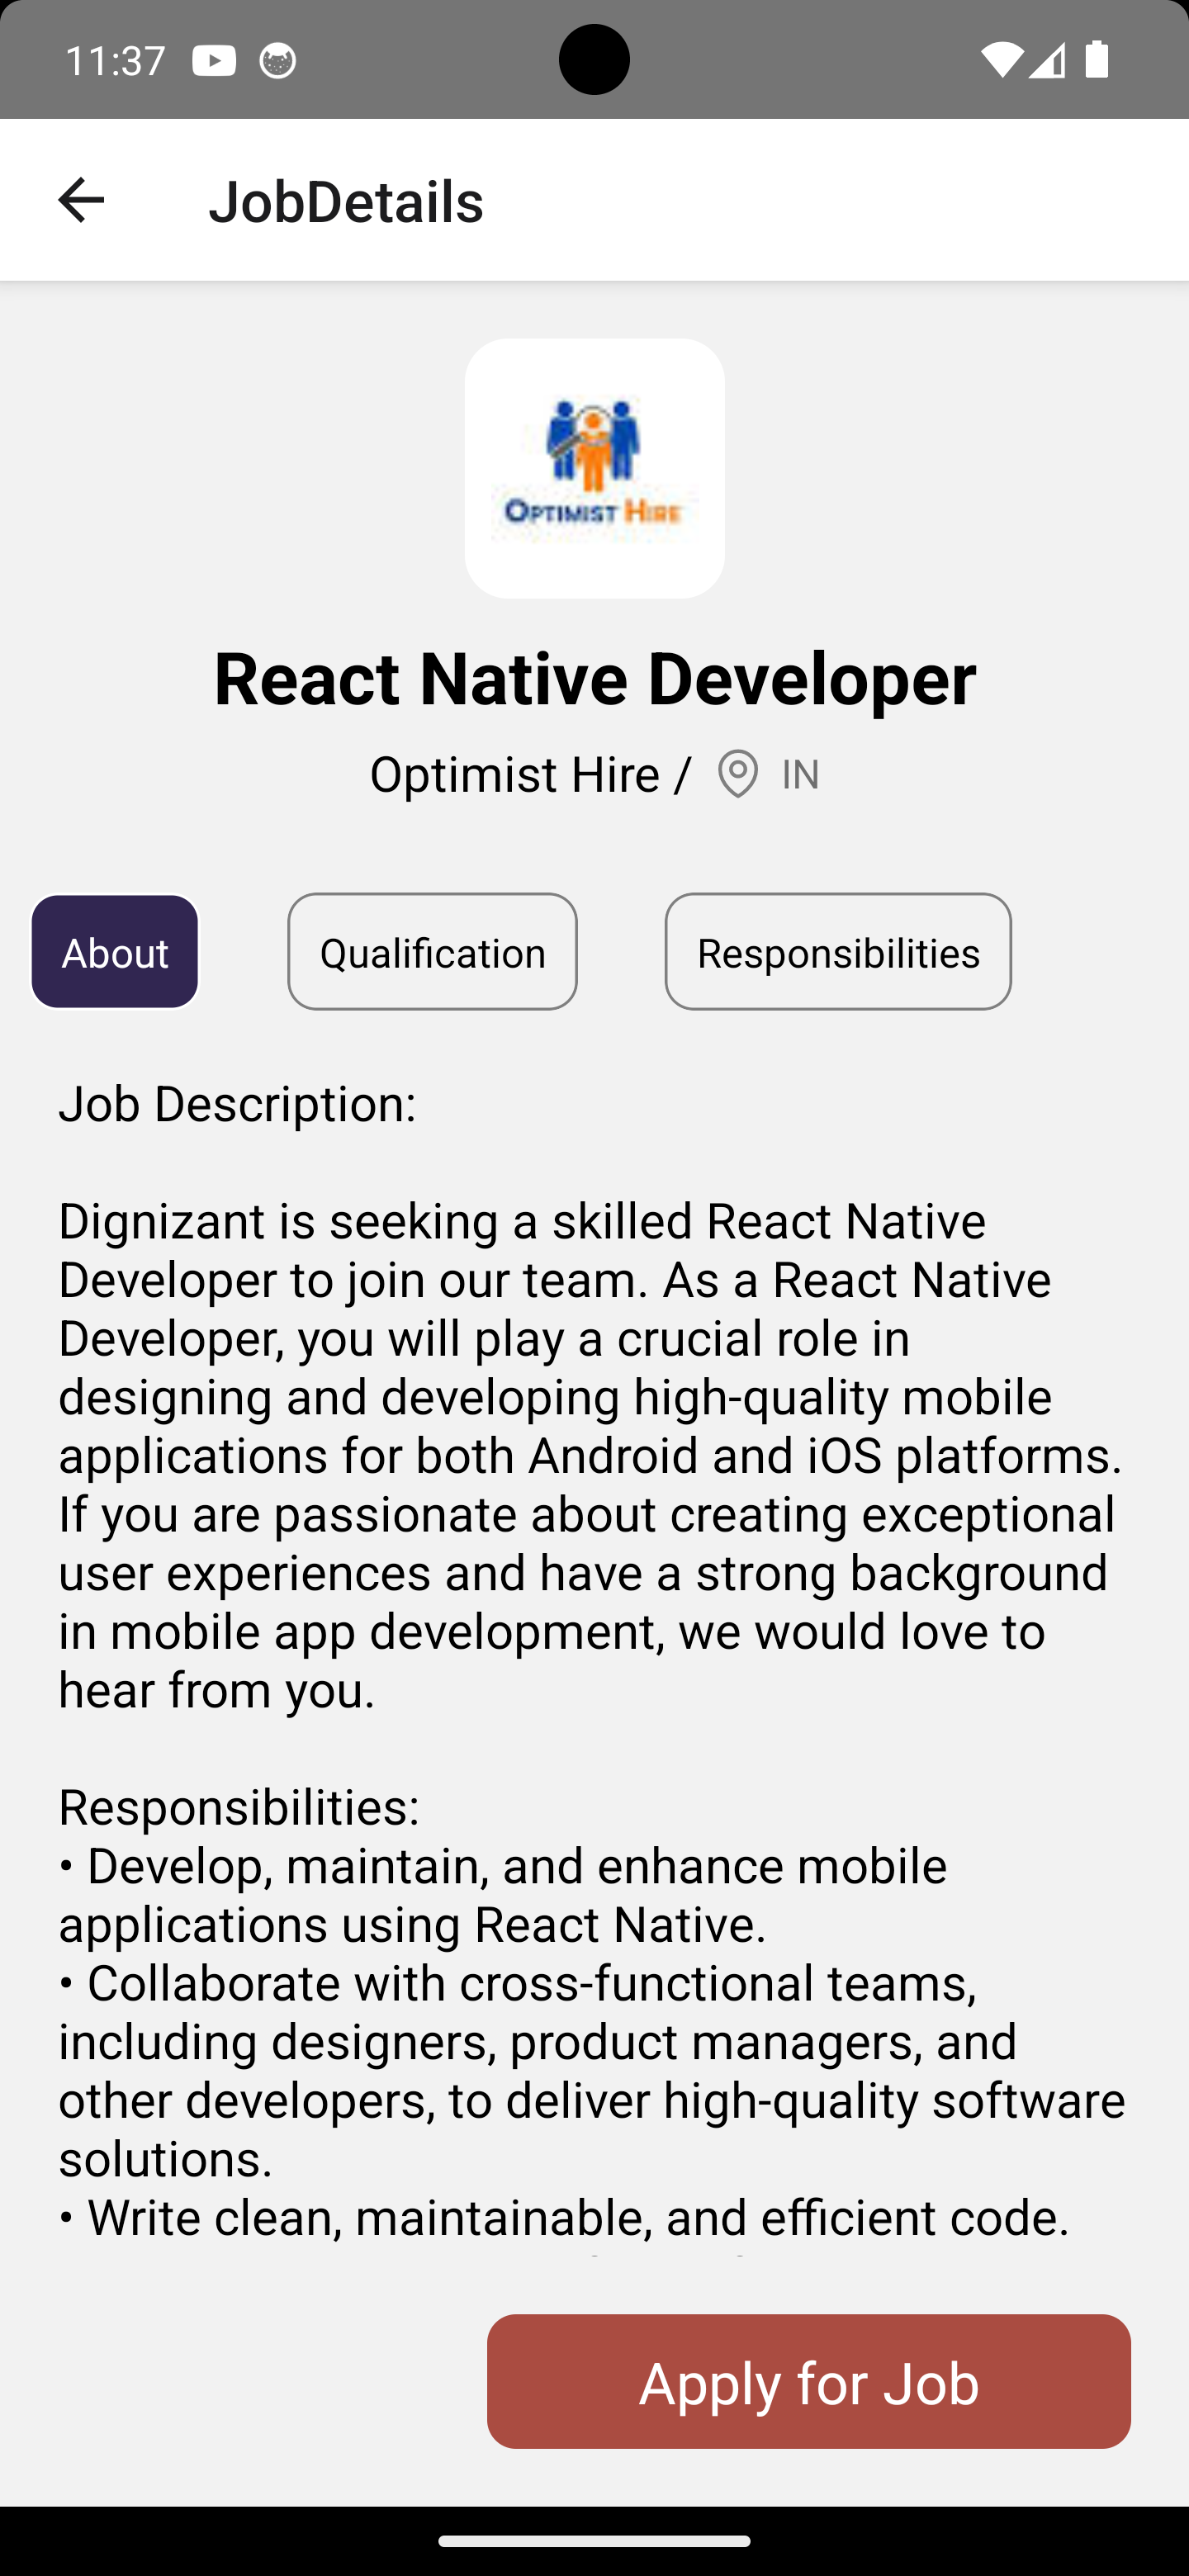 11:37
JobDetails
OPTIMIST HIRE
React Native Developer
Optimist Hire / IN
About Qualification Responsibilities
Job Description:
Dignizant is seeking a skilled React Native
Developer to join our team. As a React Native
Developer, you will play a crucial role in
designing and developing high-quality mobile
applications for both Android and iOS platforms.
If you are passionate about creating exceptional
user experiences and have a strong background
in mobile app development, we would love to
hear from you.
Responsibilities:
• Develop, maintain, and enhance mobile
applications using React Native.
• Collaborate with cross-functional teams,
including designers, product managers, and
other developers, to deliver high-quality software
solutions.
• Write clean, maintainable, and efficient code.
Apply for Job